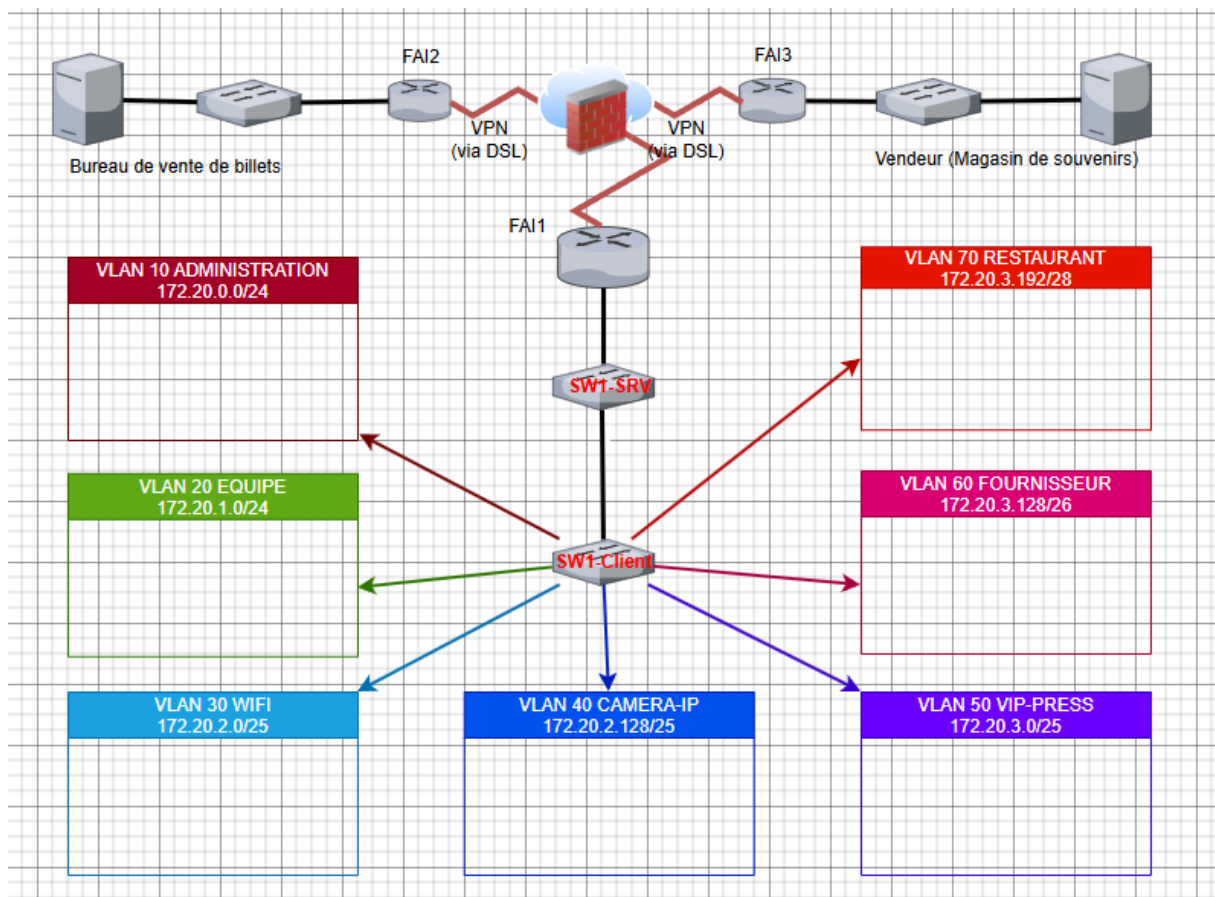 FAI2
FAI3
VPN
(via DSL)
VPN
(via DSL)
Bureau de vente de billets
Vendeur (Magasin de souvenirs)
FAI1
VLAN 10 ADMINISTRATION
172.20.0.0/24
VLAN 70 RESTAURANT
172.20.3.192/28
SW1-SRV
VLAN 20 EQUIPE
172.20.1.0/24
VLAN 60 FOURNISSEUR
172.20.3.128/26
SW1-Client
VLAN 30 WIFI
172.20.2.0/25
VLAN 40 CAMERA-IP
172.20.2.128/25
VLAN 50 VIP-PRESS
172.20.3.0/25